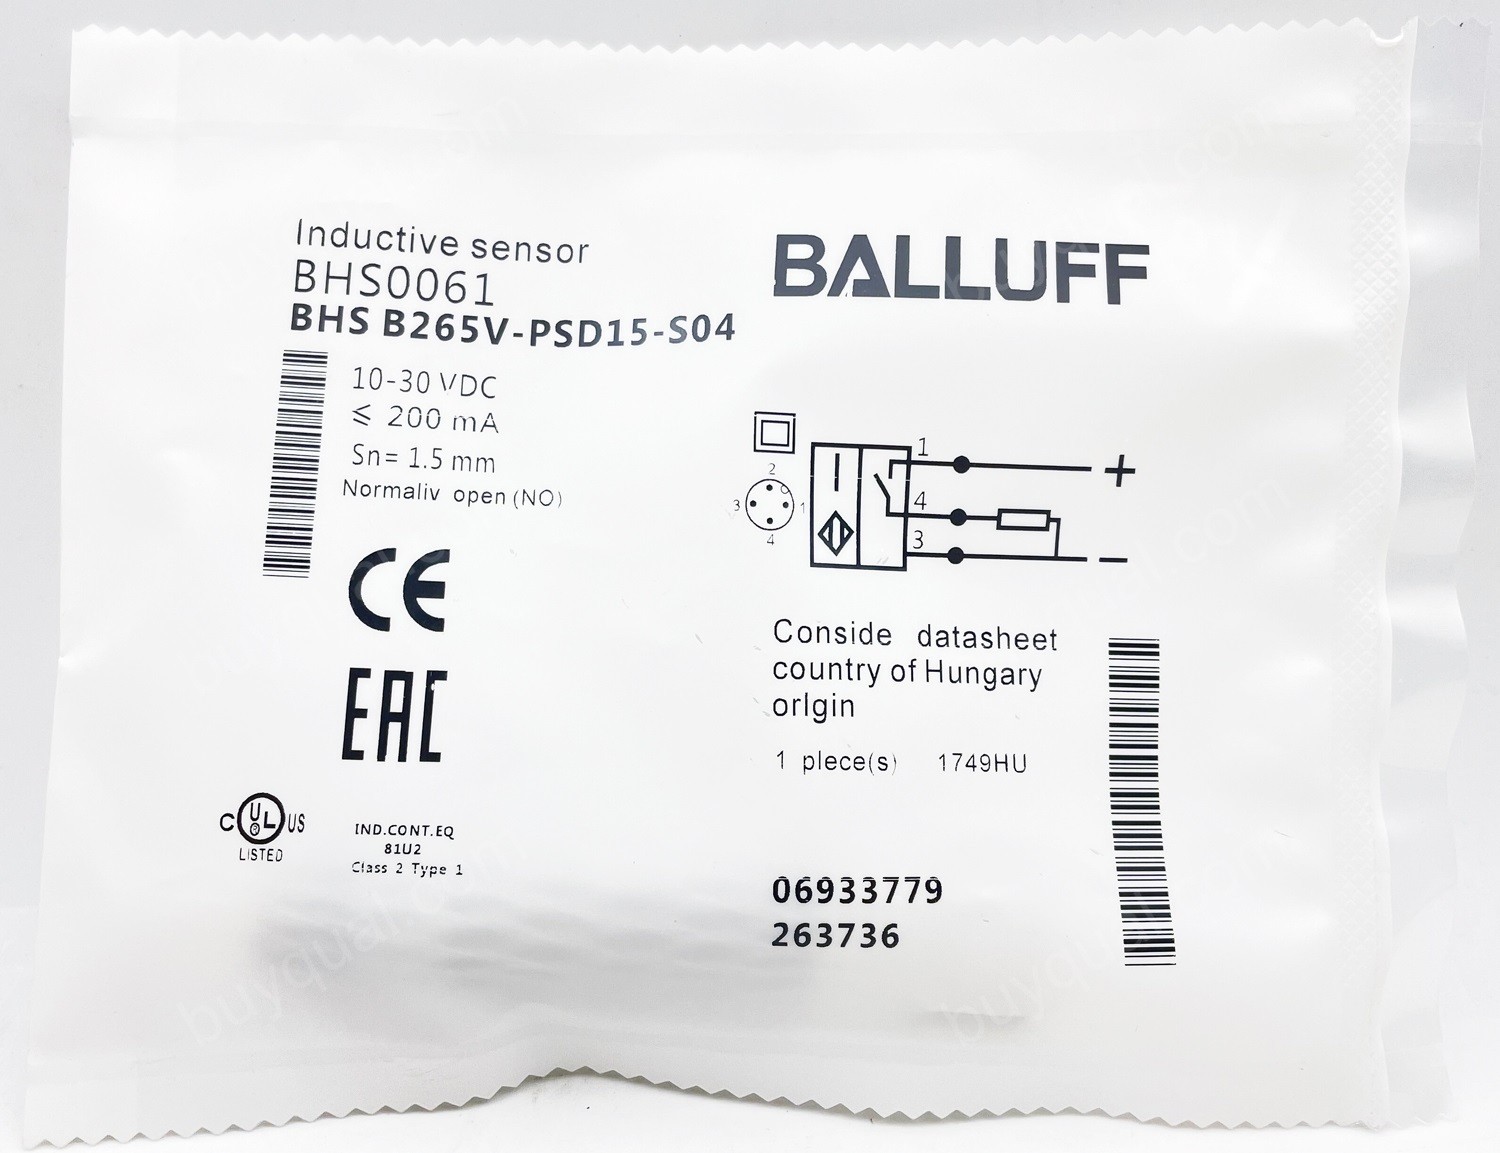 Inductive sensor
BHS0061
BHS B265V-PSD15-S04
10-30 VDC
≤ 200 mA
Sn= 1.5 mm
Normaliv open (NO)
CE
EAC
C UL US
LISTED
IND.CONT.EQ
81U2
Class 2 Type 1
BALLUFF
2
3 1
4
1 +
4
3 −
Conside datasheet
country of Hungary
orIgin
1 pIece(s) 1749HU
06933779
263736